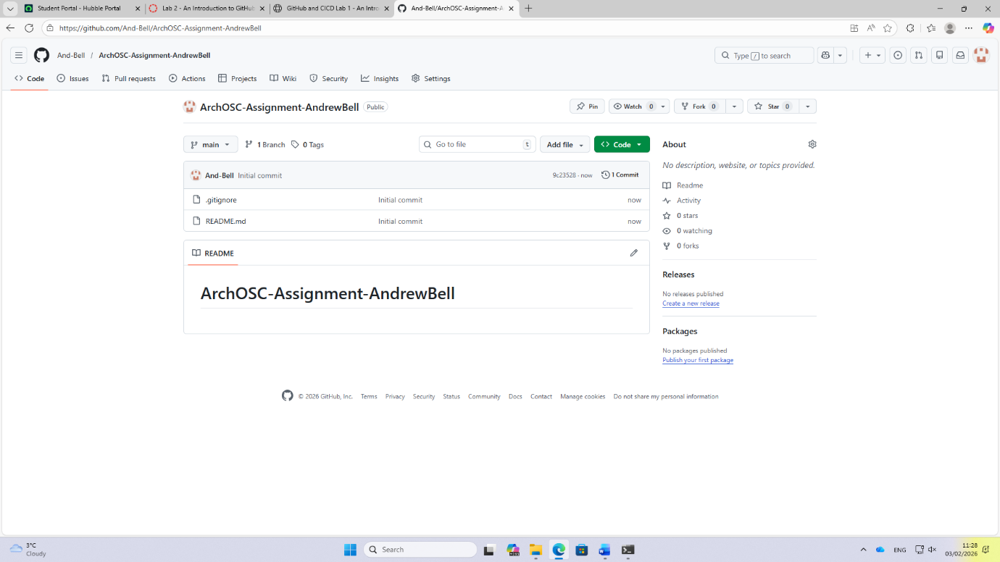 Student Portal - Hubble Portal
Lab 2 - An Introduction to GitHub
GitHub and CICD Lab 1 - An Intro
And-Bell/ArchOSC-Assignment-A
https://github.com/And-Bell/ArchOSC-Assignment-AndrewBell
And-Bell / ArchOSC-Assignment-AndrewBell
Type / to search
Code Issues Pull requests Actions Projects Wiki Security Insights Settings
ArchOSC-Assignment-AndrewBell Public
Pin Watch 0 Fork 0 Star 0
main 1 Branch 0 Tags Go to file t Add file Code
About
No description, website, or topics provided.
And-Bell Initial commit 9c23528 · now 1 Commit
.gitignore Initial commit now
README.md Initial commit now
Readme
Activity
0 stars
0 watching
0 forks
README
ArchOSC-Assignment-AndrewBell
Releases
No releases published
Create a new release
Packages
No packages published
Publish your first package
© 2026 GitHub, Inc. Terms Privacy Security Status Community Docs Contact Manage cookies Do not share my personal information
3°C
Cloudy
Search
M365
ENG
11:28
03/02/2026